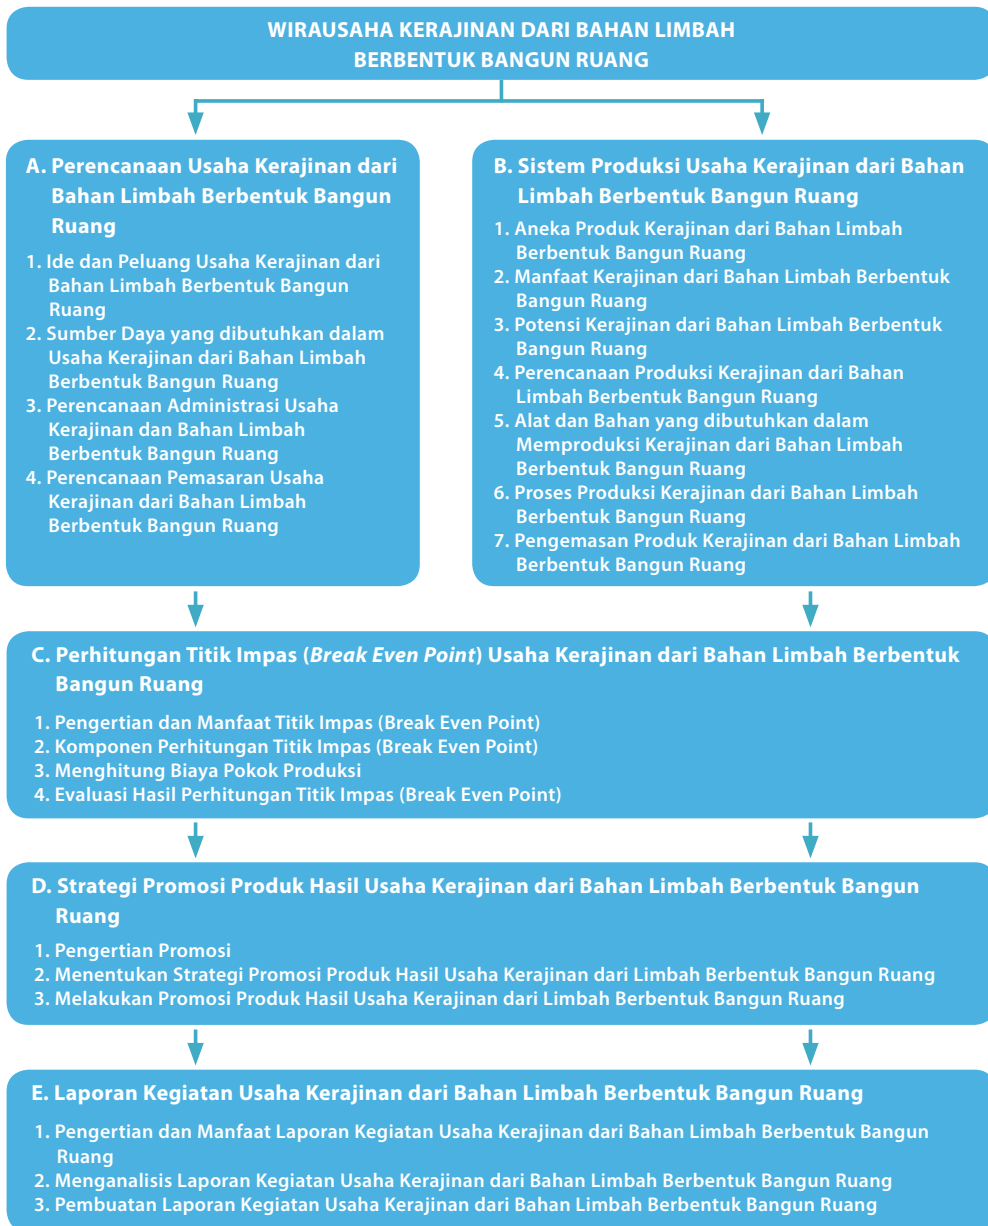 WIRAUSAHA KERAJINAN DARI BAHAN LIMBAH
BERBENTUK BANGUN RUANG
A. Perencanaan Usaha Kerajinan dari
Bahan Limbah Berbentuk Bangun
Ruang
1. Ide dan Peluang Usaha Kerajinan dari
Bahan Limbah Berbentuk Bangun
Ruang
2. Sumber Daya yang dibutuhkan dalam
Usaha Kerajinan dari Bahan Limbah
Berbentuk Bangun Ruang
3. Perencanaan Administrasi Usaha
Kerajinan dan Bahan Limbah
Berbentuk Bangun Ruang
4. Perencanaan Pemasaran Usaha
Kerajinan dari Bahan Limbah
Berbentuk Bangun Ruang
B. Sistem Produksi Usaha Kerajinan dari Bahan
Limbah Berbentuk Bangun Ruang
1. Aneka Produk Kerajinan dari Bahan Limbah
Berbentuk Bangun Ruang
2. Manfaat Kerajinan dari Bahan Limbah Berbentuk
Bangun Ruang
3. Potensi Kerajinan dari Bahan Limbah Berbentuk
Bangun Ruang
4. Perencanaan Produksi Kerajinan dari Bahan
Limbah Berbentuk Bangun Ruang
5. Alat dan Bahan yang dibutuhkan dalam
Memproduksi Kerajinan dari Bahan Limbah
Berbentuk Bangun Ruang
6. Proses Produksi Kerajinan dari Bahan Limbah
Berbentuk Bangun Ruang
7. Pengemasan Produk Kerajinan dari Bahan Limbah
Berbentuk Bangun Ruang
C. Perhitungan Titik Impas (Break Even Point) Usaha Kerajinan dari Bahan Limbah Berbentuk
Bangun Ruang
1. Pengertian dan Manfaat Titik Impas (Break Even Point)
2. Komponen Perhitungan Titik Impas (Break Even Point)
3. Menghitung Biaya Pokok Produksi
4. Evaluasi Hasil Perhitungan Titik Impas (Break Even Point)
D. Strategi Promosi Produk Hasil Usaha Kerajinan dari Bahan Limbah Berbentuk Bangun
Ruang
1. Pengertian Promosi
2. Menentukan Strategi Promosi Produk Hasil Usaha Kerajinan dari Limbah Berbentuk Bangun Ruang
3. Melakukan Promosi Produk Hasil Usaha Kerajinan dari Limbah Berbentuk Bangun Ruang
E. Laporan Kegiatan Usaha Kerajinan dari Bahan Limbah Berbentuk Bangun Ruang
1. Pengertian dan Manfaat Laporan Kegiatan Usaha Kerajinan dari Bahan Limbah Berbentuk Bangun
Ruang
2. Menganalisis Laporan Kegiatan Usaha Kerajinan dari Bahan Limbah Berbentuk Bangun Ruang
3. Pembuatan Laporan Kegiatan Usaha Kerajinan dari Bahan Limbah Berbentuk Bangun Ruang